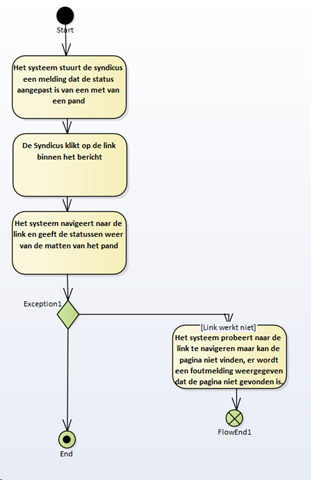 Start
Het systeem stuurt de syndicus
een melding dat de status
aangepast is van een met van
een pand
De Syndicus klikt op de link
binnen het bericht
Het systeem navigeert naar de
link en geeft de statussen weer
van de matten van het pand
Exception1
[Link werkt niet]
Het systeem probeert naar de
link te navigeren maar kan de
pagina niet vinden, er wordt
een foutmelding weergegeven
dat de pagina niet gevonden is.
FlowEnd1
End